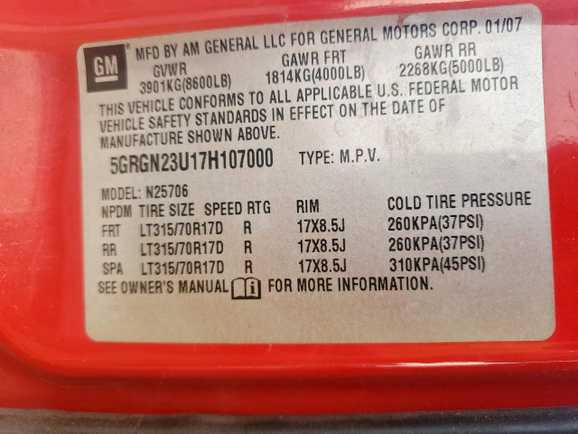 GM
MFD BY AM GENERAL LLC FOR GENERAL MOTORS CORP. 01/07
GVWR GAWR FRT GAWR RR
3901KG(8600LB) 1814KG(4000LB) 2268KG(5000LB)
THIS VEHICLE CONFORMS TO ALL APPLICABLE U.S. FEDERAL MOTOR
VEHICLE SAFETY STANDARDS IN EFFECT ON THE DATE OF
MANUFACTURE SHOWN ABOVE.
5GRGN23U17H107000 TYPE: M.P.V.
MODEL: N25706
NPDM TIRE SIZE SPEED RTG RIM COLD TIRE PRESSURE
FRT LT315/70R17D R 17X8.5J 260KPA(37PSI)
RR LT315/70R17D R 17X8.5J 260KPA(37PSI)
SPA LT315/70R17D R 17X8.5J 310KPA(45PSI)
SEE OWNER'S MANUAL FOR MORE INFORMATION.